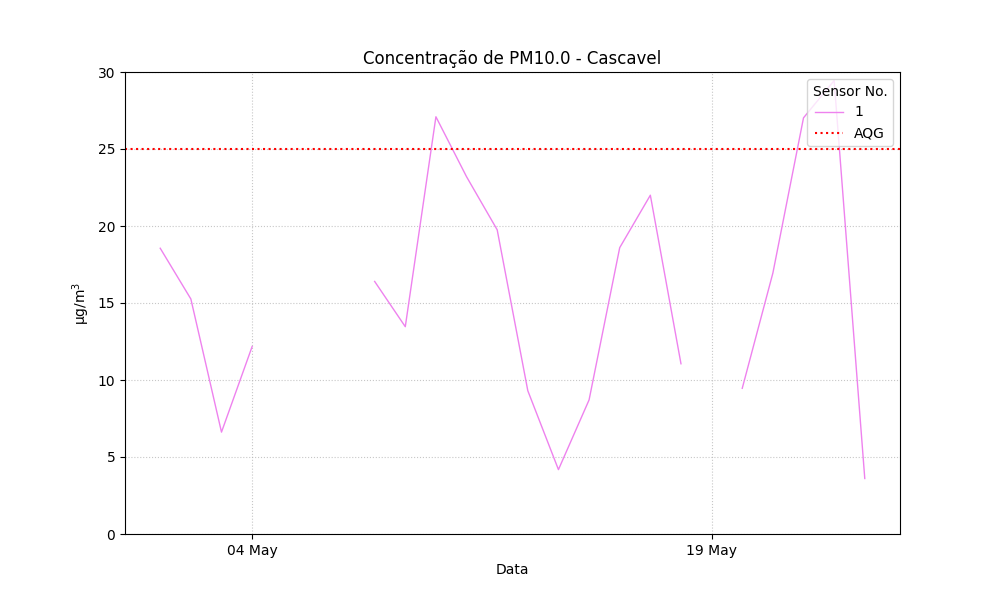 Concentração de PM10.0 - Cascavel
Sensor No.
1
AQG
30
25
20
15
10
5
0
µg/m³
04 May
19 May
Data